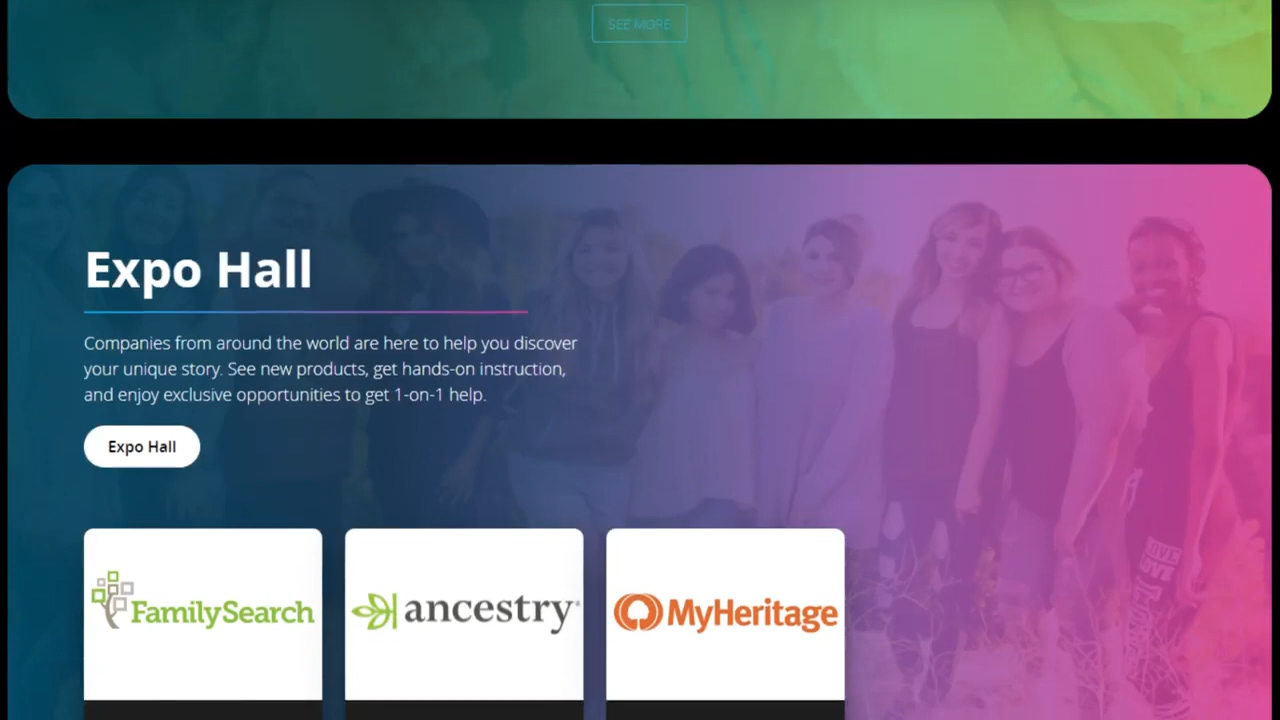 SEE MORE
Expo Hall
Companies from around the world are here to help you discover
your unique story. See new products, get hands-on instruction,
and enjoy exclusive opportunities to get 1-on-1 help.
Expo Hall
FamilySearch
ancestry®
MyHeritage